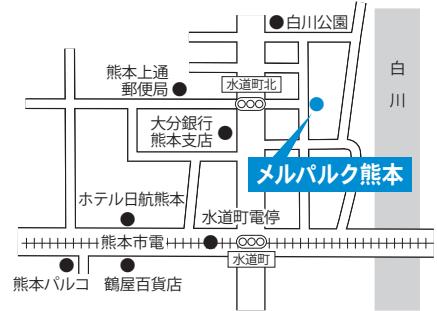 白川公園
熊本上通
郵便局
水道町北
白
川
大分銀行
熊本支店
メルパルク熊本
ホテル日航熊本
水道町電停
熊本市電
水道町
熊本パルコ
鶴屋百貨店